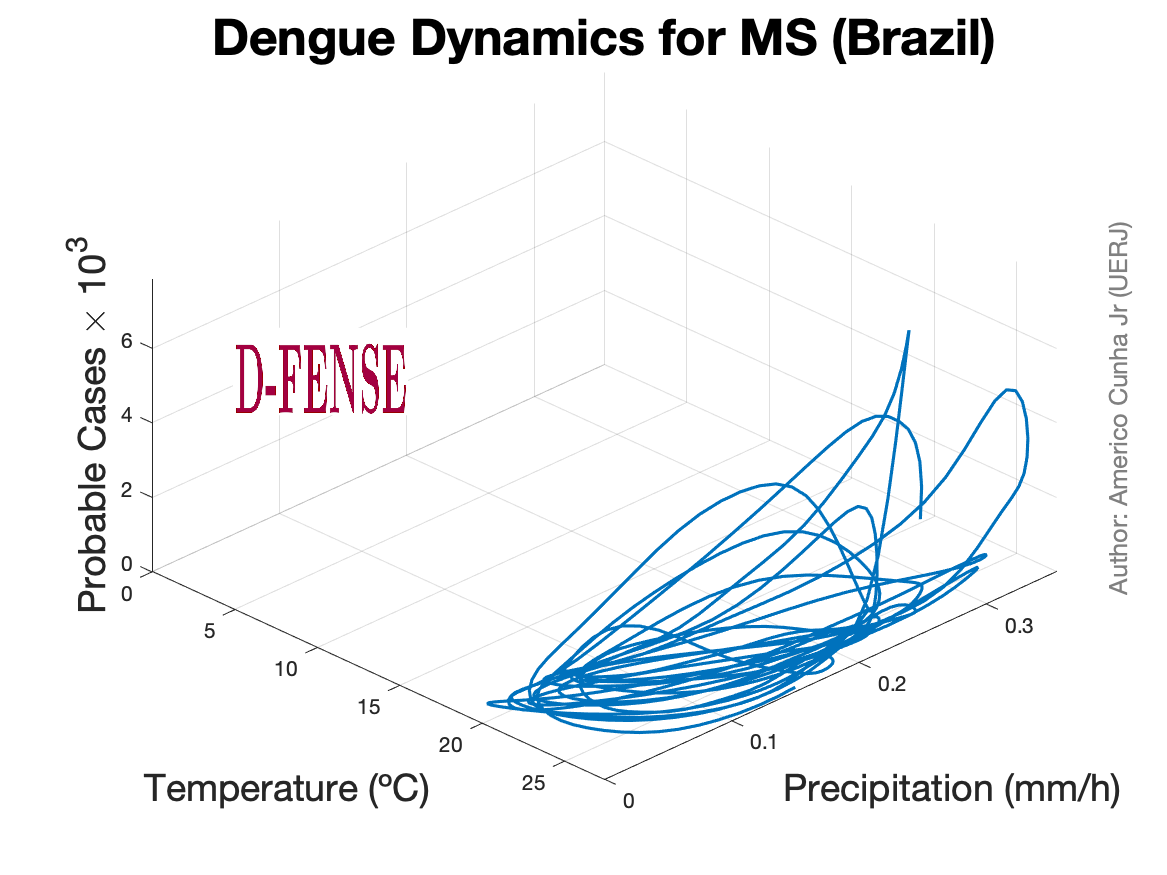 Dengue Dynamics for MS (Brazil)
Probable Cases × 10³
6
4
2
0
D-FENSE
Author: Americo Cunha Jr (UERJ)
0
5
10
15
20
25
Temperature (ºC)
0
0.1
0.2
0.3
Precipitation (mm/h)